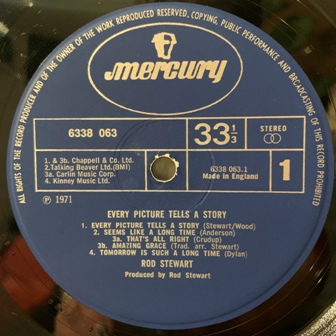 ALL RIGHTS OF THE RECORD PRODUCER AND OF THE OWNER OF THE WORK REPRODUCED RESERVED. COPYING, PUBLIC PERFORMANCE AND BROADCASTING OF THIS RECORD PROHIBITED
mercury
6338 063
33 1/3
STEREO
1. & 3b. Chappell & Co. Ltd.
2.Talking Beaver Ltd.(BMI)
3a. Carlin Music Corp.
4. Kinney Music Ltd.
6338 063.1
Made in England
1
Ⓟ 1971
EVERY PICTURE TELLS A STORY
1. EVERY PICTURE TELLS A STORY (Stewart/Wood)
2. SEEMS LIKE A LONG TIME (Anderson)
3a. THAT'S ALL RIGHT (Crudup)
3b. AMAZING GRACE (Trad. arr. Stewart)
4. TOMORROW IS SUCH A LONG TIME (Dylan)
ROD STEWART
Produced by Rod Stewart